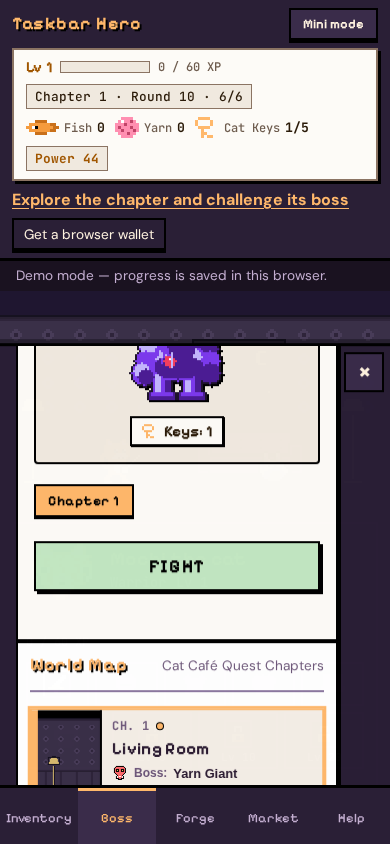 Taskbar Hero
Mini mode
Lv 1 0 / 60 XP
Chapter 1 · Round 10 · 6/6
Fish 0 Yarn 0 Cat Keys 1/5
Power 44
Explore the chapter and challenge its boss
Get a browser wallet
Demo mode — progress is saved in this browser.
×
Keys: 1
Chapter 1
FIGHT
World Map Cat Café Quest Chapters
CH. 1
Living Room
Boss: Yarn Giant
Inventory Boss Forge Market Help